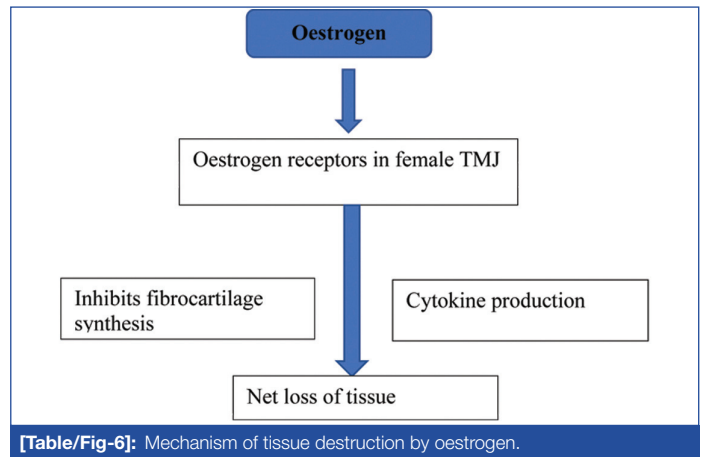 Oestrogen
Oestrogen receptors in female TMJ
Inhibits fibrocartilage
synthesis
Cytokine production
Net loss of tissue
[Table/Fig-6]: Mechanism of tissue destruction by oestrogen.